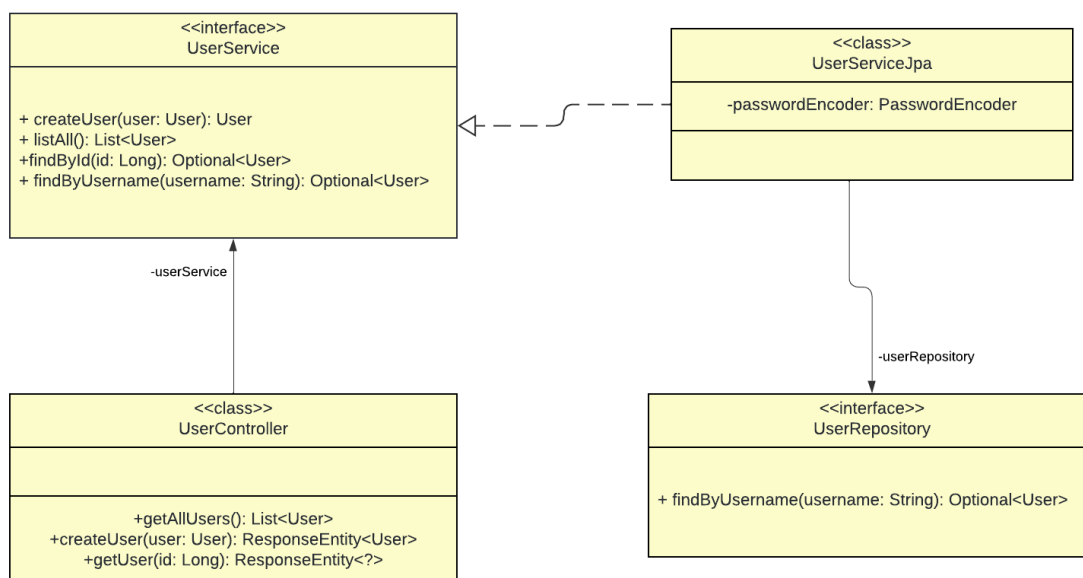 <<interface>>
UserService
+ createUser(user: User): User
+ listAll(): List<User>
+findById(id: Long): Optional<User>
+ findByUsername(username: String): Optional<User>
<<class>>
UserServiceJpa
-passwordEncoder: PasswordEncoder
-userService
-userRepository
<<class>>
UserController
+getAllUsers(): List<User>
+createUser(user: User): ResponseEntity<User>
+getUser(id: Long): ResponseEntity<?>
<<interface>>
UserRepository
+ findByUsername(username: String): Optional<User>